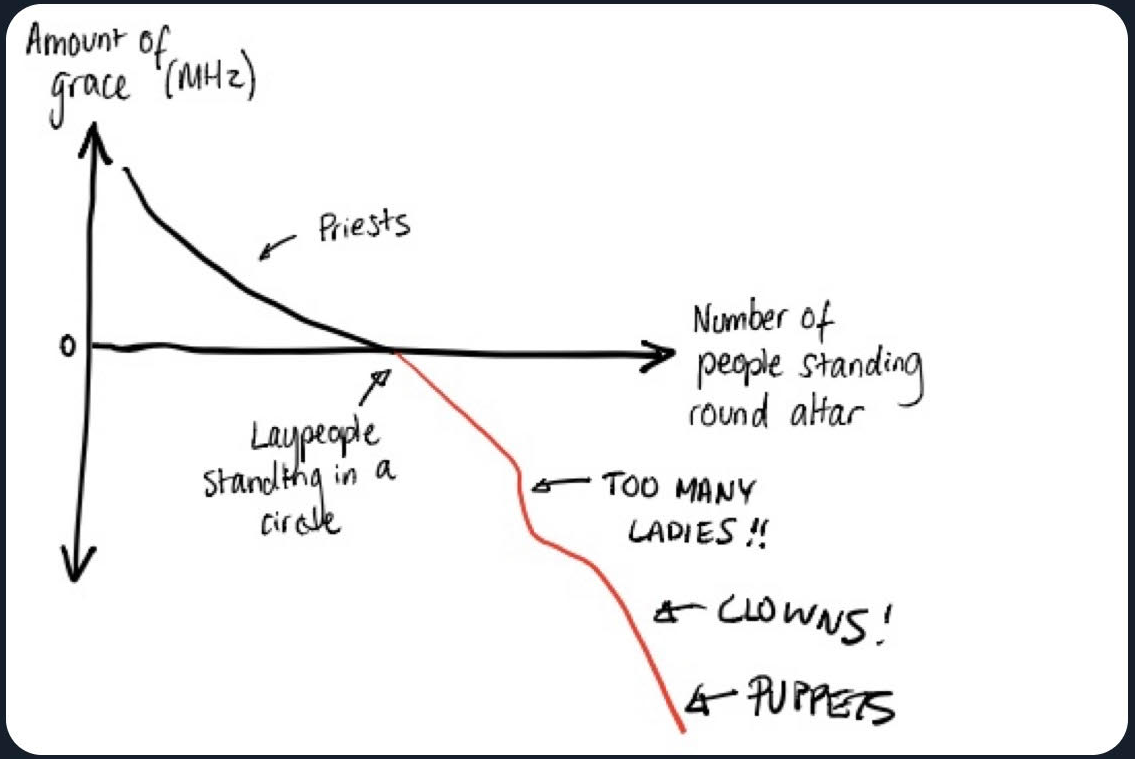 Amount of
grace (MHz)
Priests
0
Number of
people standing
round altar
Laypeople
standing in a
circle
TOO MANY
LADIES!!
CLOWNS!
PUPPETS